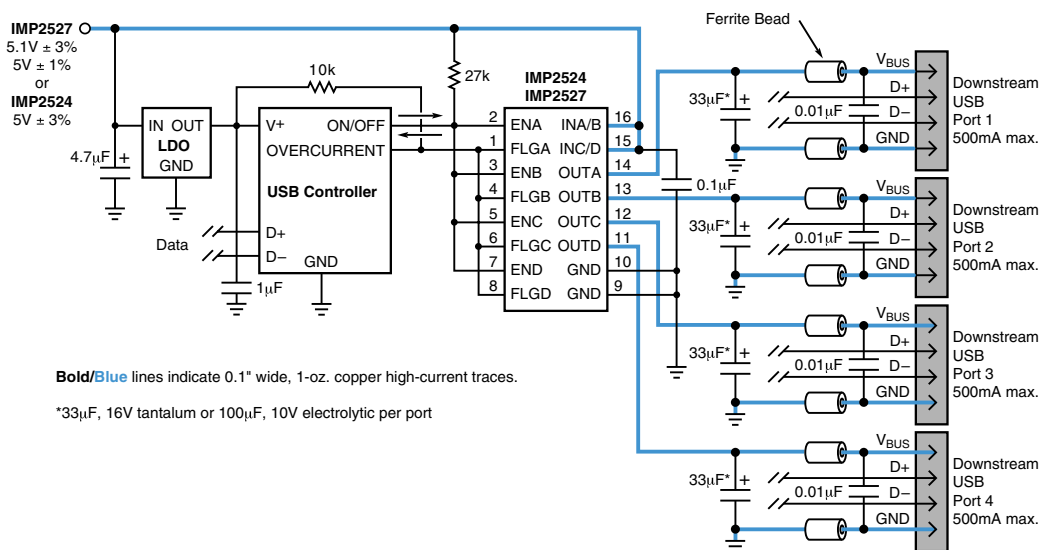 IMP2527
5.1V ± 3%
5V ± 1%
or
IMP2524
5V ± 3%
4.7µF +
IN OUT
LDO
GND
10k
27k
V+ ON/OFF
OVERCURRENT
USB Controller
Data
D+
D−
GND
1µF
IMP2524
IMP2527
2 ENA INA/B 16
1 FLGA INC/D 15
3 ENB OUTA 14
4 FLGB OUTB 13
5 ENC OUTC 12
6 FLGC OUTD 11
7 END GND 10
8 FLGD GND 9
0.1µF
Ferrite Bead
33µF* +
0.01µF
VBUS
D+
D−
GND
Downstream
USB
Port 1
500mA max.
33µF* +
0.01µF
VBUS
D+
D−
GND
Downstream
USB
Port 2
500mA max.
33µF* +
0.01µF
VBUS
D+
D−
GND
Downstream
USB
Port 3
500mA max.
33µF* +
0.01µF
VBUS
D+
D−
GND
Downstream
USB
Port 4
500mA max.
Bold/Blue lines indicate 0.1" wide, 1-oz. copper high-current traces.
*33µF, 16V tantalum or 100µF, 10V electrolytic per port